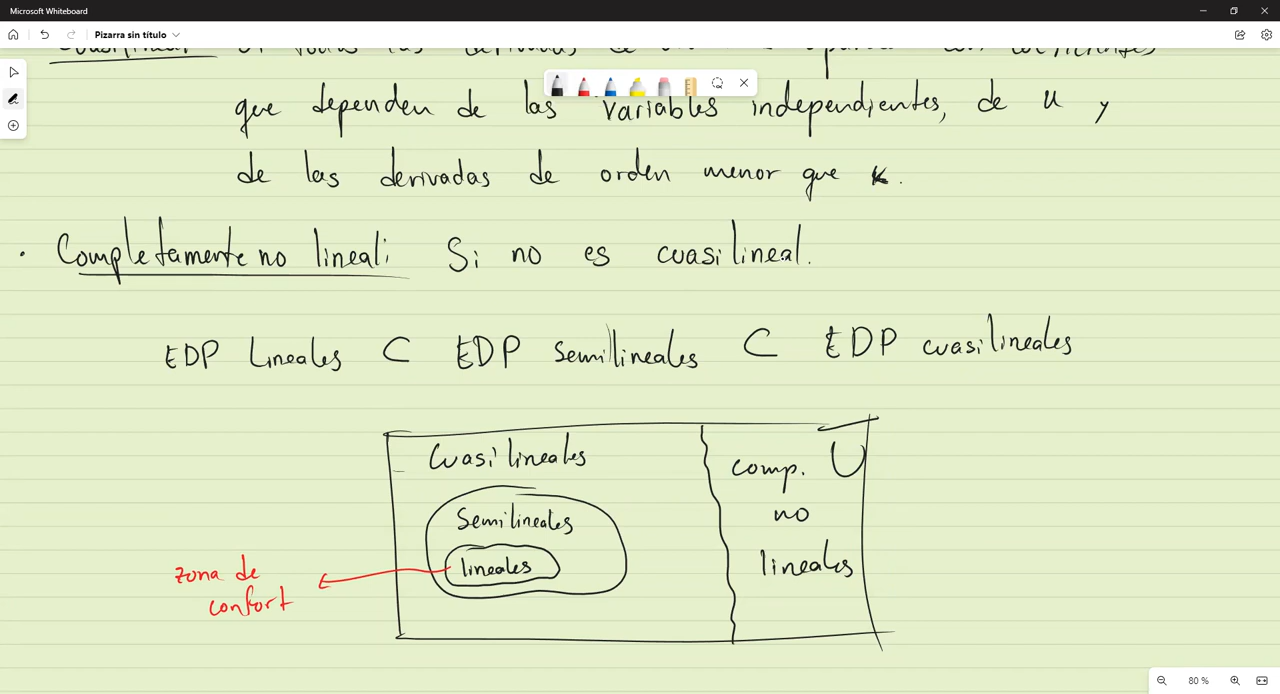 Microsoft Whiteboard
Pizarra sin título
Cuasilineal
que dependen de las variables independientes, de u y
de las derivadas de orden menor que k.
· Completamente no lineal: Si no es cuasilineal.
EDP Lineales ⊂ EDP Semilineales ⊂ EDP cuasilineales
Cuasilineales
comp. U
no
lineales
Semilineales
lineales
zona de
confort
80 %